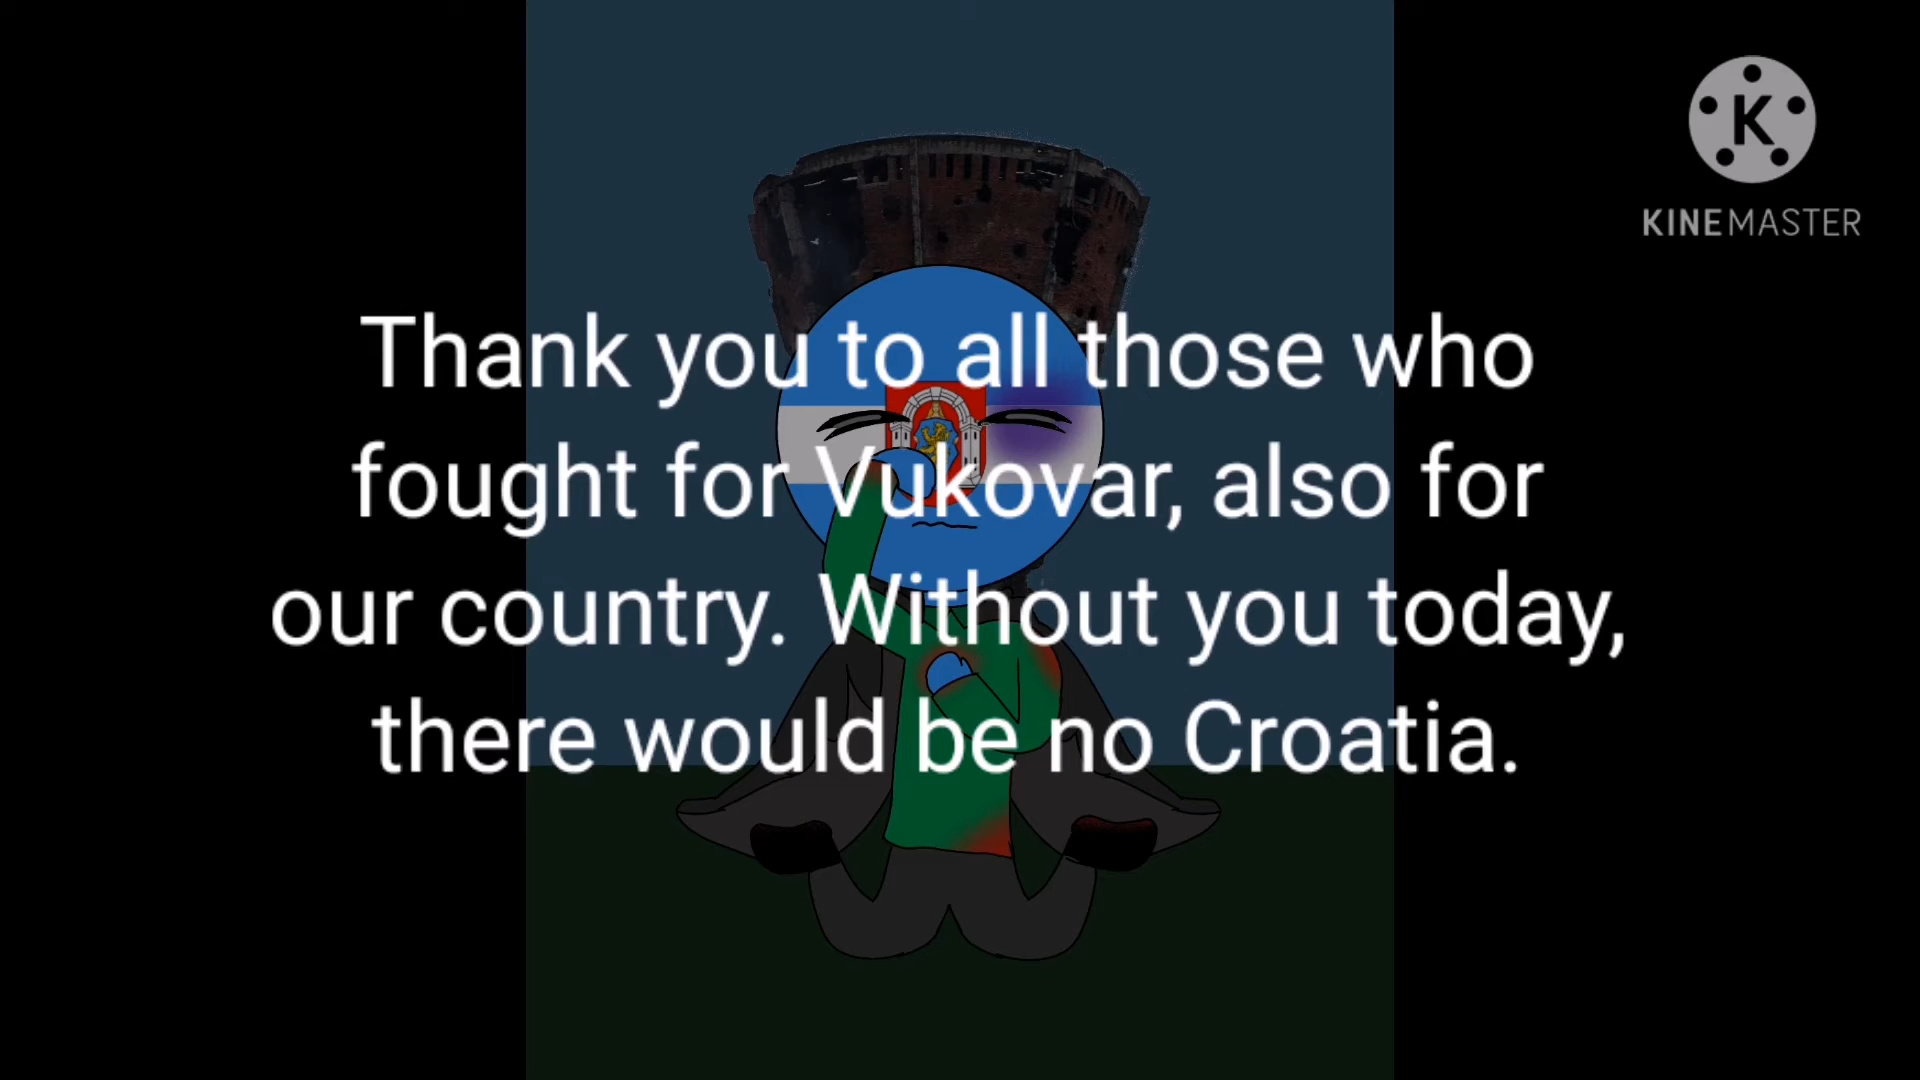 K
KINEMASTER
Thank you to all those who
fought for Vukovar, also for
our country. Without you today,
there would be no Croatia.